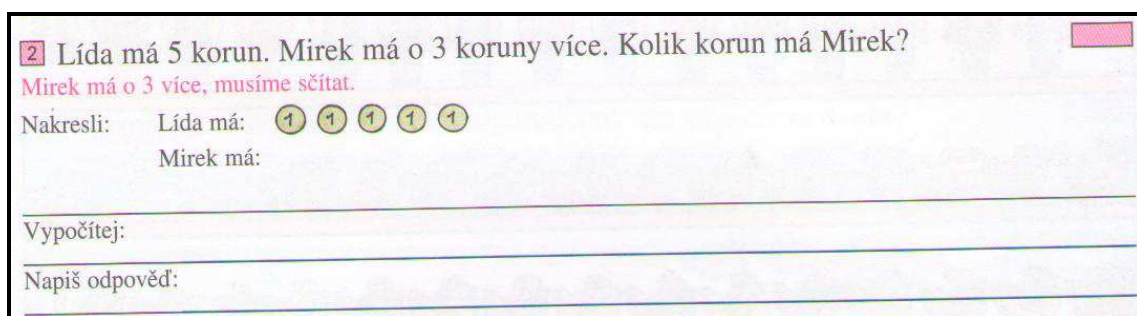 2 Lída má 5 korun. Mirek má o 3 koruny více. Kolik korun má Mirek?
Mirek má o 3 více, musíme sčítat.
Nakresli: Lída má: 1 1 1 1 1
Mirek má:
Vypočítej:
Napiš odpověď: